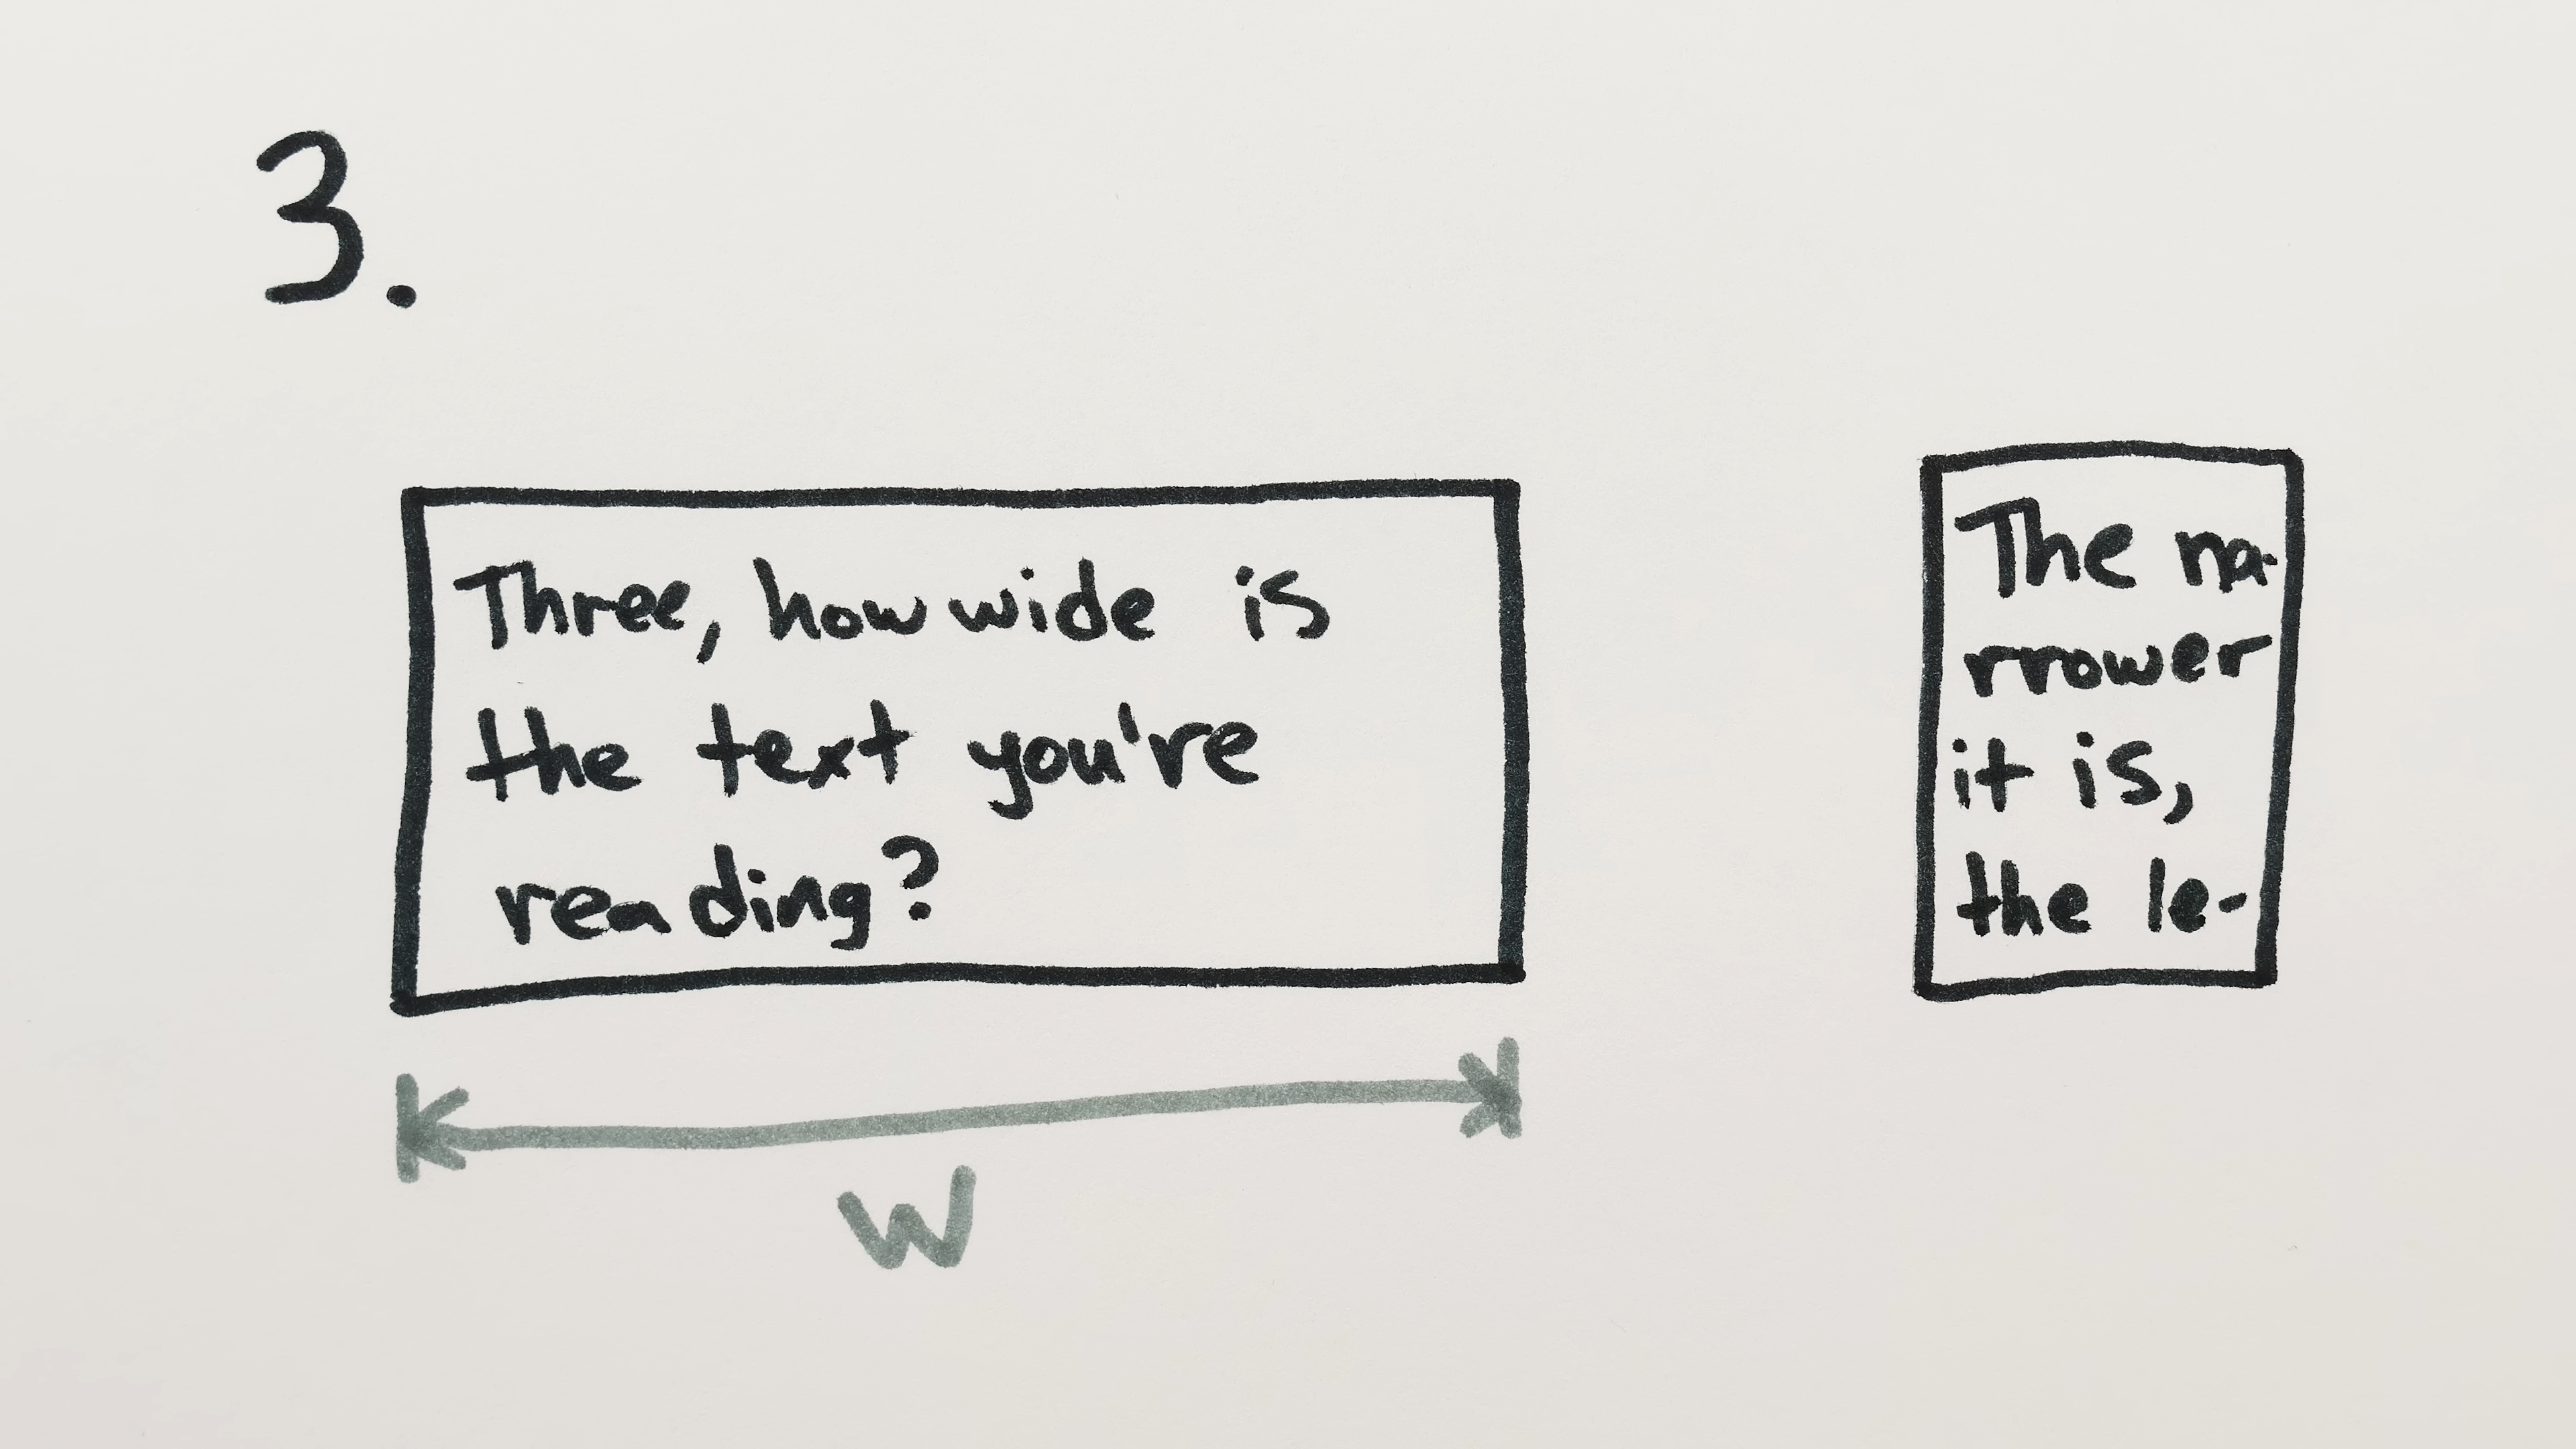 3.
Three, how wide is
the text you're
reading?
W
The na-
rrower
it is,
the le-